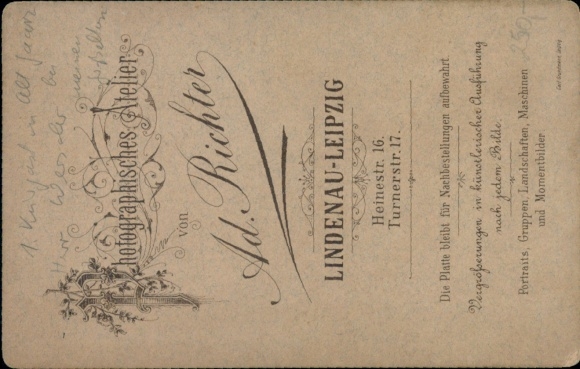 Photographisches Atelier
von
Ad. Richter
LINDENAU-LEIPZIG
Heinestr. 16.
Turnerstr. 17.
Die Platte bleibt für Nachbestellungen aufbewahrt.
Vergrößerungen in künstlerischer Ausführung
nach jedem Bilde.
Portraits, Gruppen, Landschaften, Maschinen
und Momentbilder
250,-